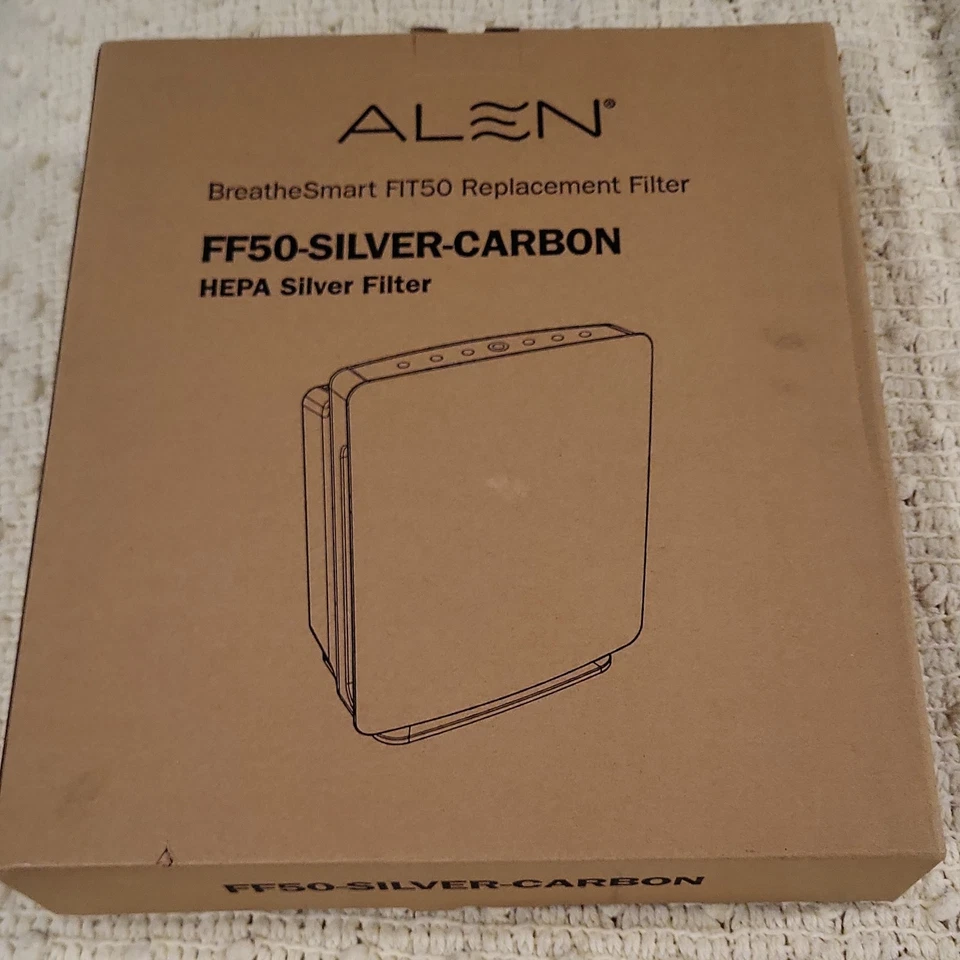 ALEN®
BreatheSmart FIT50 Replacement Filter
FF50-SILVER-CARBON
HEPA Silver Filter
FF50-SILVER-CARBON